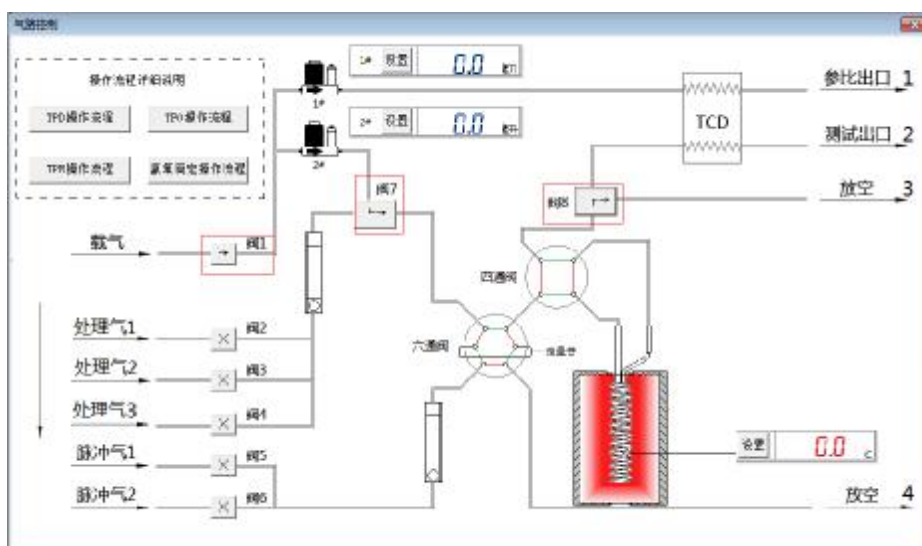 气路控制
操作流程详细说明
TPD操作流程
TPO操作流程
TPR操作流程
1#
设置
0.0
2#
设置
0.0
1#
2#
TCD
参比出口 1
测试出口 2
放空 3
阀7
阀8
载气
阀1
四通阀
处理气1
阀2
六通阀
定量管
处理气2
阀3
处理气3
阀4
脉冲气1
阀5
设置
0.0
C
脉冲气2
阀6
放空 4